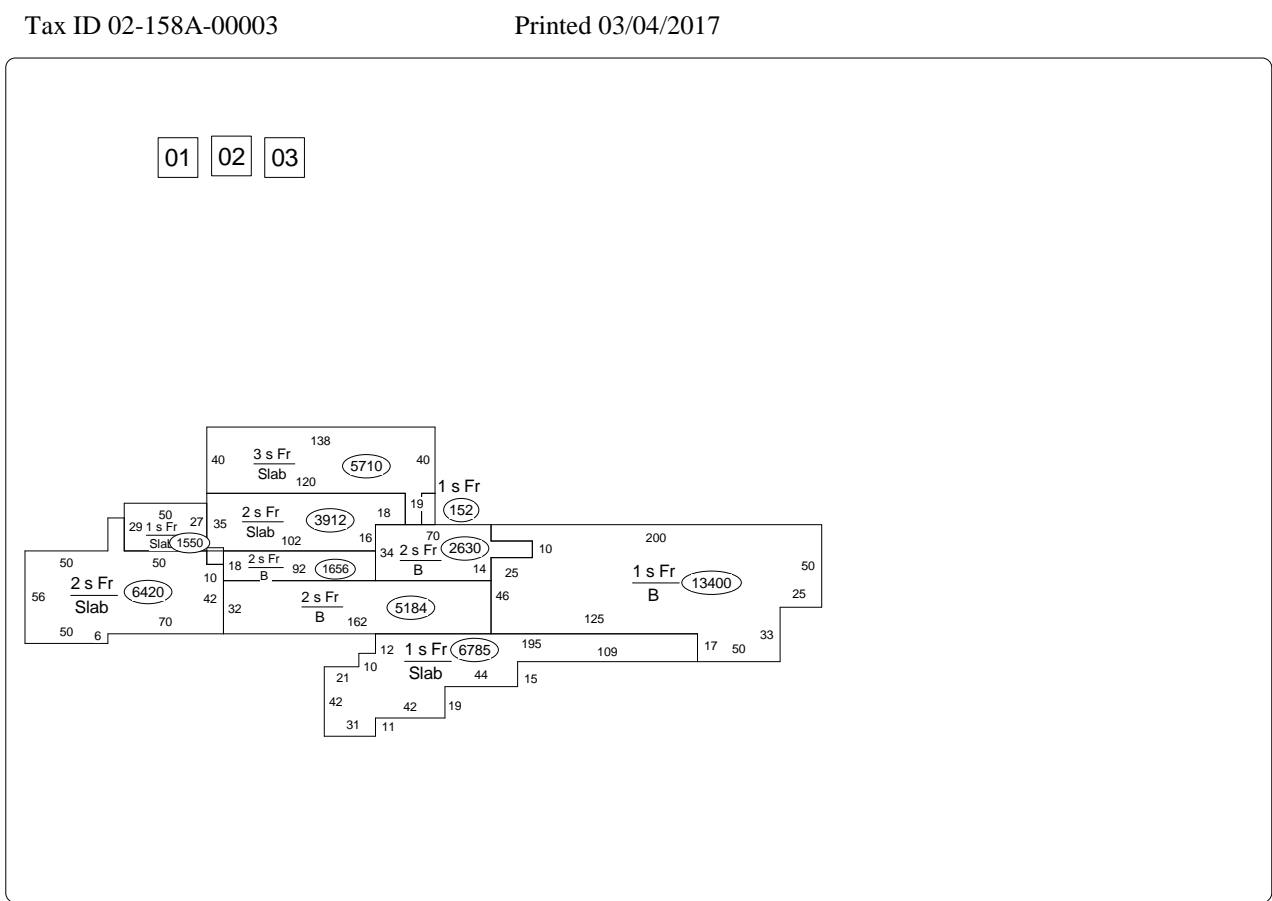 Tax ID 02-158A-00003 Printed 03/04/2017
01 02 03
138
40 3 s Fr 5710 40
Slab
120
1 s Fr
19 152
50 27 35 2 s Fr 3912 18
29 1 s Fr Slab
Slab 1550 102 16
70 200
34 2 s Fr 2630 10
B 14 25
50 50 18 2 s Fr 92 1656
B
10
1 s Fr 13400 50
B 25
56 2 s Fr 6420 42
Slab
32 2 s Fr 5184 46
B
162 125
70
50 6
33
12 1 s Fr 6785 195 109 17 50
Slab
10
21 44 15
42 42 19
31 11